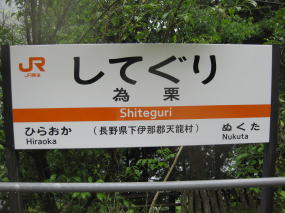 JR
JR東海
してぐり
為栗
Shiteguri
ひらおか (長野県下伊那郡天龍村) ぬくた
Hiraoka Nukuta